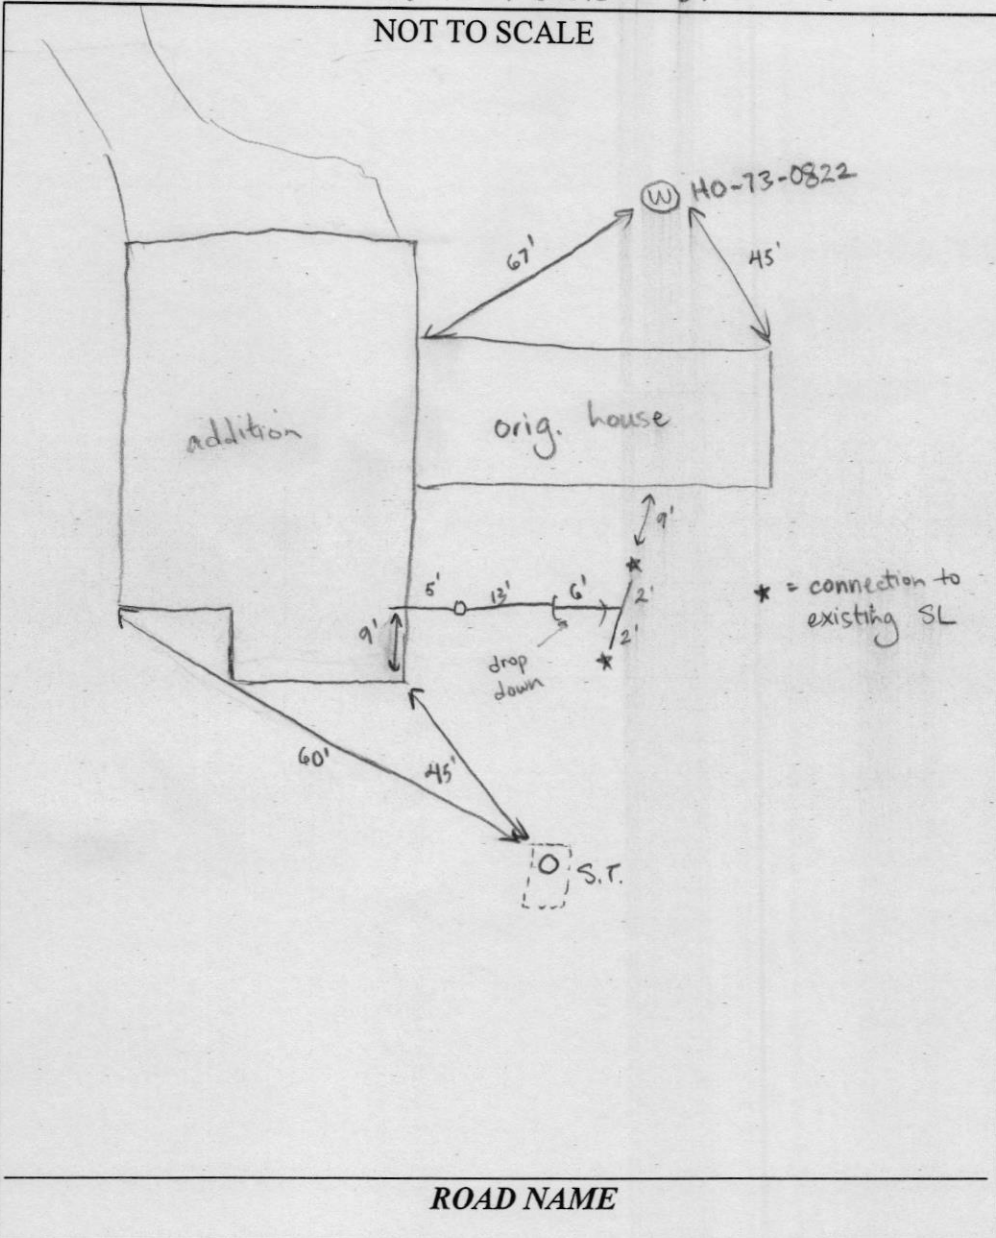 NOT TO SCALE
W HO-73-0822
67'
45'
addition
orig. house
9'
★ = connection to
existing SL
5'
13'
6'
2'
2'
9'
drop
down
60'
45'
S.T.
ROAD NAME